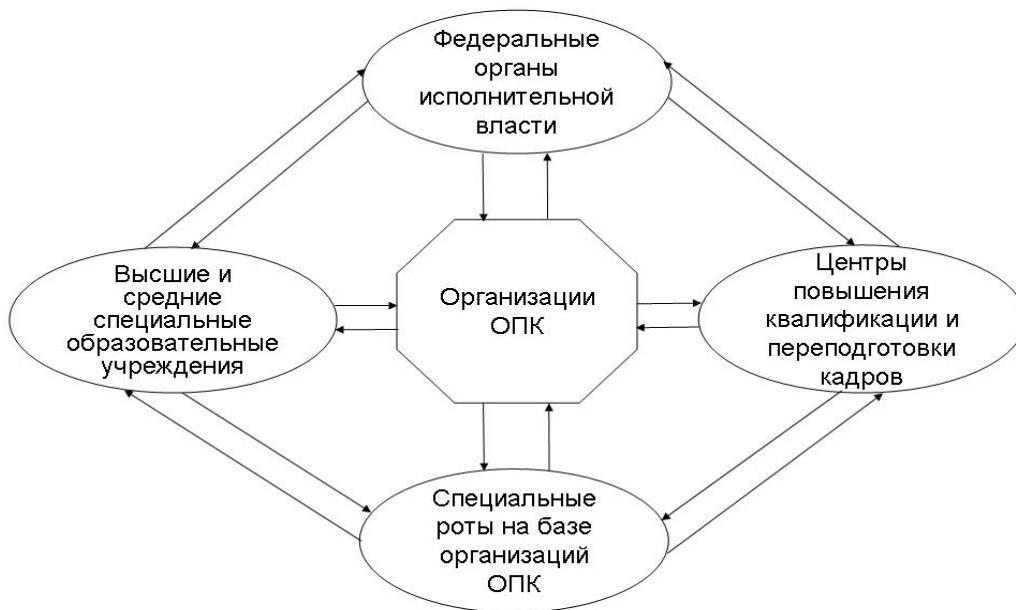 Федеральные
органы
исполнительной
власти
Высшие и
средние
специальные
образовательные
учреждения
Организации
ОПК
Центры
повышения
квалификации и
переподготовки
кадров
Специальные
роты на базе
организаций
ОПК